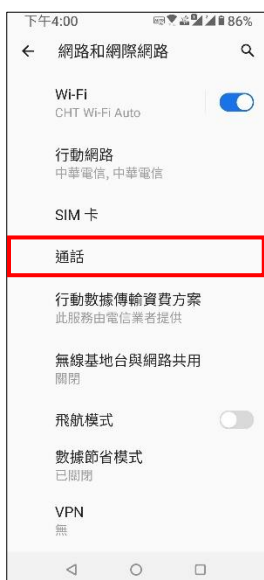 下午4:00 86%
網路和網際網路
Wi-Fi
CHT Wi-Fi Auto
行動網路
中華電信, 中華電信
SIM 卡
通話
行動數據傳輸資費方案
此服務由電信業者提供
無線基地台與網路共用
關閉
飛航模式
數據節省模式
已關閉
VPN
無